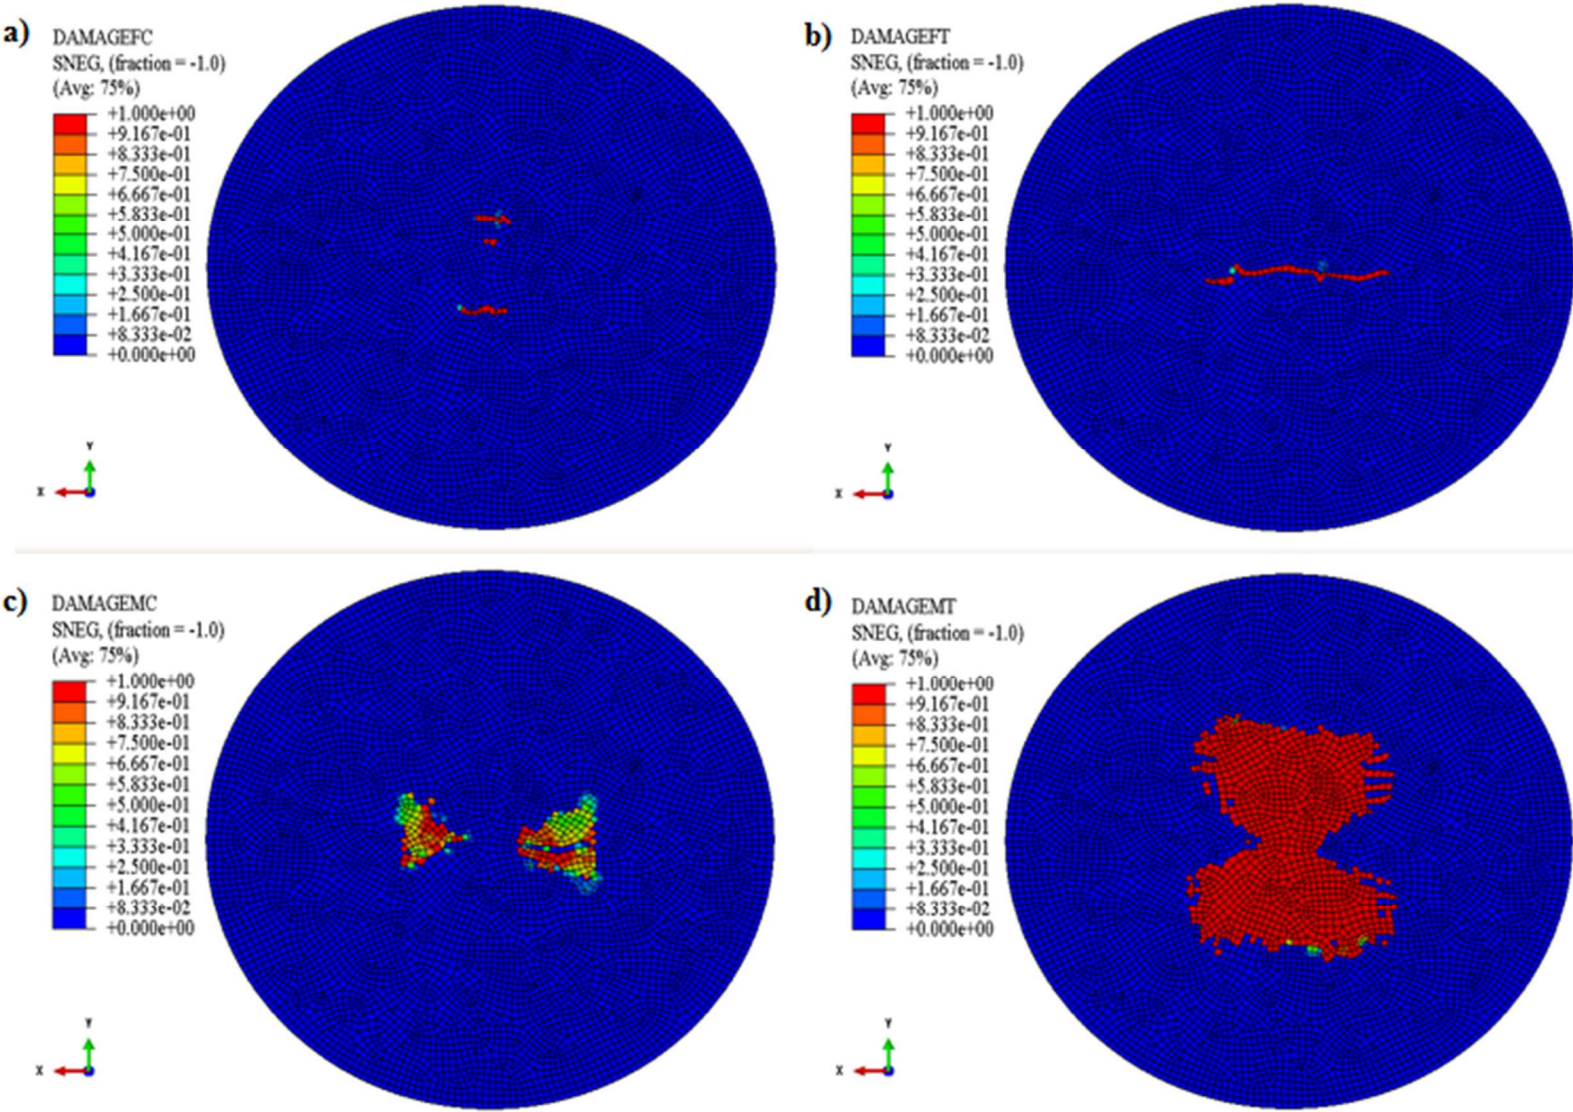 a)
DAMAGEFC
SNEG, (fraction = -1.0)
(Avg: 75%)
+1.000e+00
+9.167e-01
+8.333e-01
+7.500e-01
+6.667e-01
+5.833e-01
+5.000e-01
+4.167e-01
+3.333e-01
+2.500e-01
+1.667e-01
+8.333e-02
+0.000e+00
Y
X
b)
DAMAGEFT
SNEG, (fraction = -1.0)
(Avg: 75%)
+1.000e+00
+9.167e-01
+8.333e-01
+7.500e-01
+6.667e-01
+5.833e-01
+5.000e-01
+4.167e-01
+3.333e-01
+2.500e-01
+1.667e-01
+8.333e-02
+0.000e+00
Y
X
c)
DAMAGEMC
SNEG, (fraction = -1.0)
(Avg: 75%)
+1.000e+00
+9.167e-01
+8.333e-01
+7.500e-01
+6.667e-01
+5.833e-01
+5.000e-01
+4.167e-01
+3.333e-01
+2.500e-01
+1.667e-01
+8.333e-02
+0.000e+00
Y
X
d)
DAMAGEMT
SNEG, (fraction = -1.0)
(Avg: 75%)
+1.000e+00
+9.167e-01
+8.333e-01
+7.500e-01
+6.667e-01
+5.833e-01
+5.000e-01
+4.167e-01
+3.333e-01
+2.500e-01
+1.667e-01
+8.333e-02
+0.000e+00
Y
X